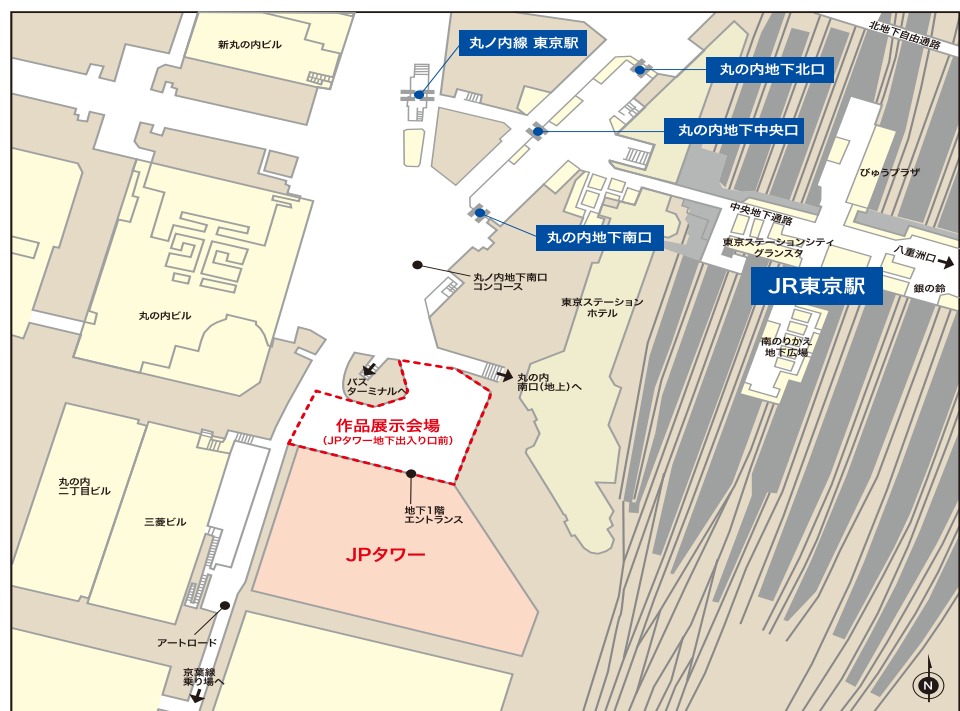 北地下自由通路
丸ノ内線 東京駅
新丸の内ビル
丸の内地下北口
丸の内地下中央口
びゅうプラザ
中央地下通路
丸の内地下南口
東京ステーションシティ
グランスタ
八重洲口
丸ノ内地下南口
コンコース
JR東京駅
銀の鈴
東京ステーション
ホテル
丸の内ビル
南のりかえ
地下広場
バス
ターミナルへ
丸の内
南口(地上)へ
作品展示会場
(JPタワー地下出入り口前)
丸の内
二丁目ビル
三菱ビル
地下1階
エントランス
JPタワー
アートロード
京葉線
乗り場へ
N